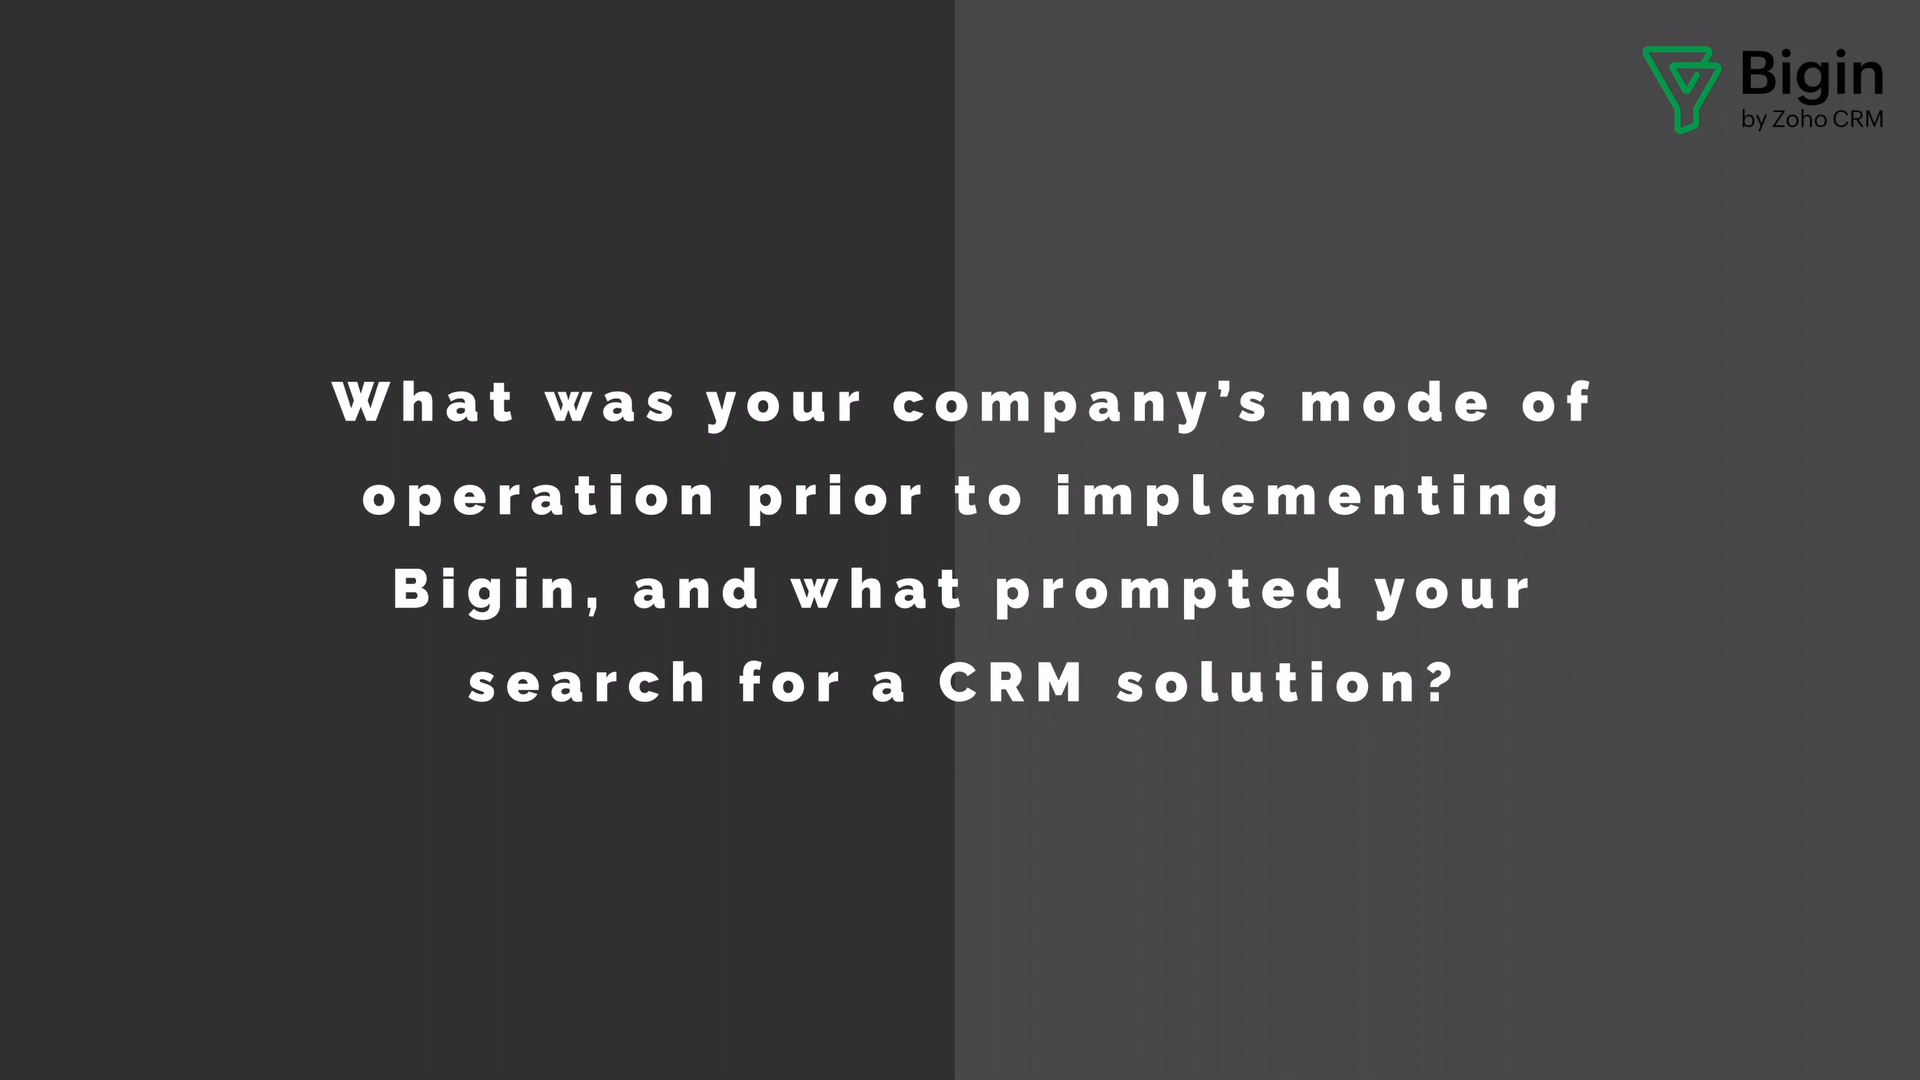 Bigin
by Zoho CRM
What was your company’s mode of
operation prior to implementing
Bigin, and what prompted your
search for a CRM solution?